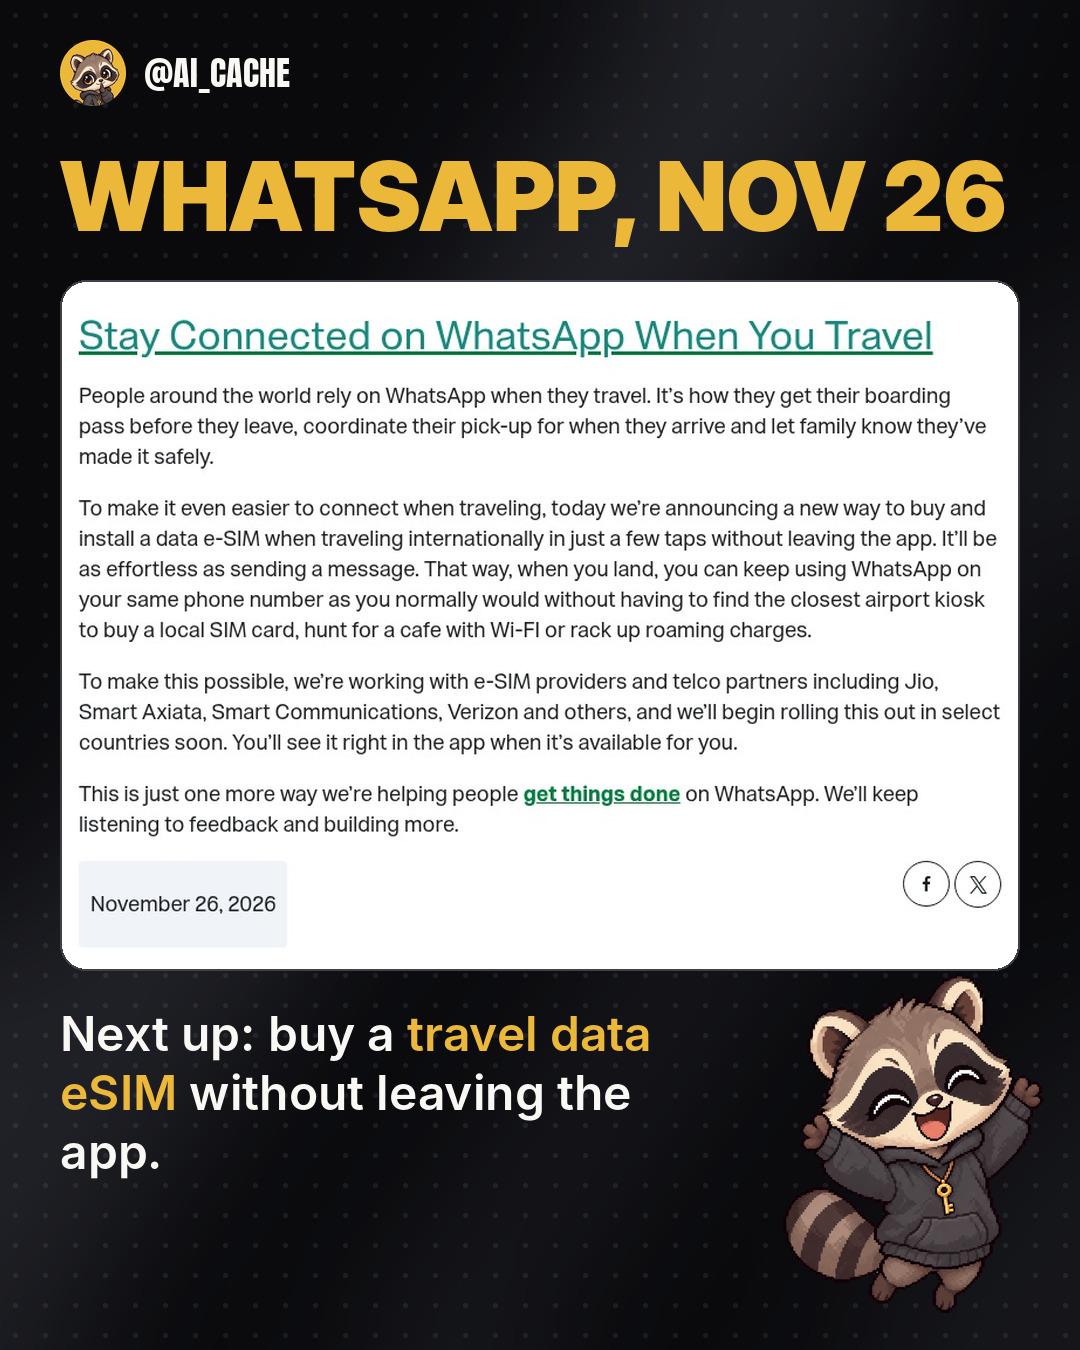 @AI_CACHE
WHATSAPP, NOV 26
Stay Connected on WhatsApp When You Travel
People around the world rely on WhatsApp when they travel. It’s how they get their boarding
pass before they leave, coordinate their pick-up for when they arrive and let family know they’ve
made it safely.
To make it even easier to connect when traveling, today we’re announcing a new way to buy and
install a data e-SIM when traveling internationally in just a few taps without leaving the app. It’ll be
as effortless as sending a message. That way, when you land, you can keep using WhatsApp on
your same phone number as you normally would without having to find the closest airport kiosk
to buy a local SIM card, hunt for a cafe with Wi-FI or rack up roaming charges.
To make this possible, we’re working with e-SIM providers and telco partners including Jio,
Smart Axiata, Smart Communications, Verizon and others, and we’ll begin rolling this out in select
countries soon. You’ll see it right in the app when it’s available for you.
This is just one more way we’re helping people get things done on WhatsApp. We’ll keep
listening to feedback and building more.
November 26, 2026
Next up: buy a travel data
eSIM without leaving the
app.